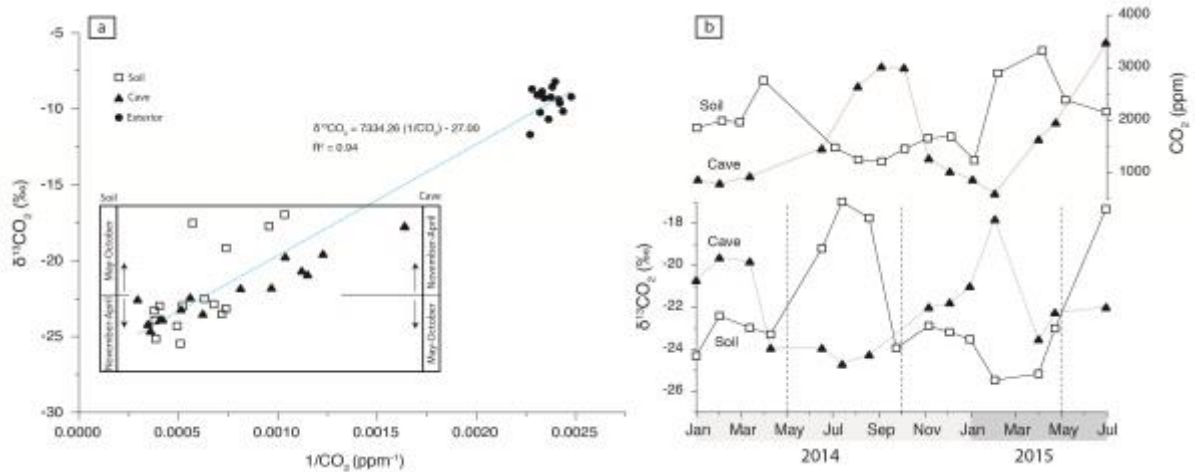 a
-5
-10
-15
-20
-25
-30
δ¹³CO₂ (‰)
Soil
Cave
Exterior
δ¹³CO₂ = 7334.26 (1/CO₂) - 27.00
R² = 0.94
Soil
Cave
May-October
November-April
November-April
May-October
0.0000
0.0005
0.0010
0.0015
0.0020
0.0025
1/CO₂ (ppm⁻¹)
b
4000
3000
2000
1000
CO₂ (ppm)
Soil
Cave
-18
-20
-22
-24
-26
δ¹³CO₂ (‰)
Cave
Soil
Jan Mar May Jul Sep Nov Jan Mar May Jul
2014 2015